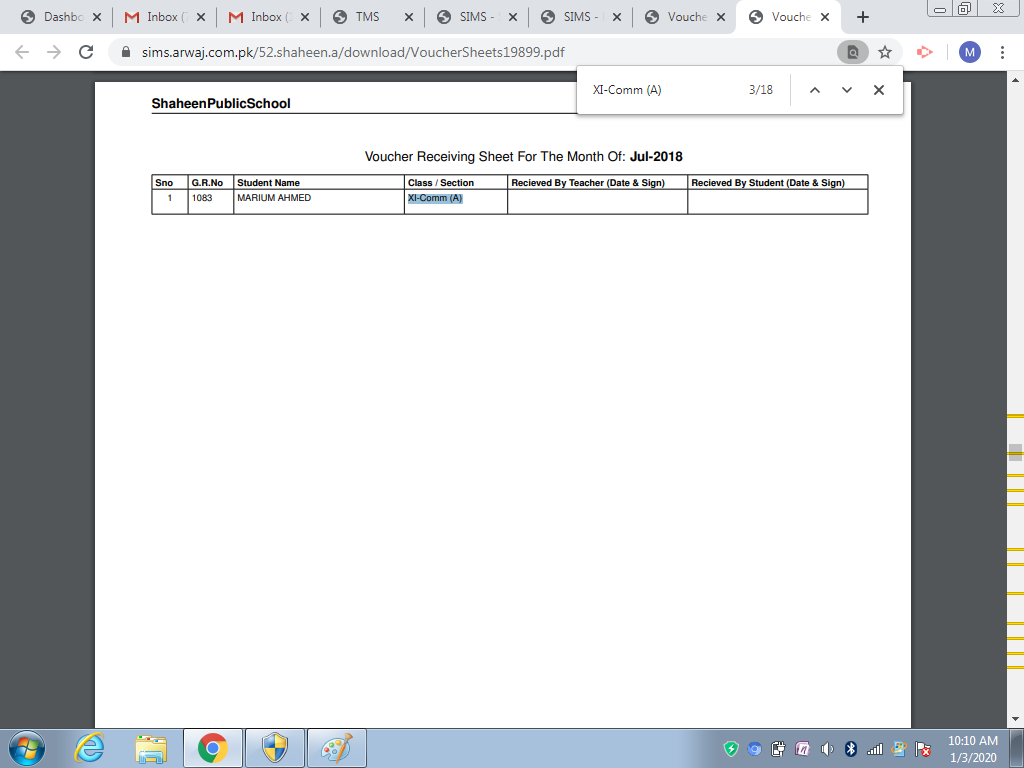 Dashbo
Inbox (
Inbox (
TMS
SIMS -
SIMS -
Vouche
Vouche
sims.arwaj.com.pk/52.shaheen.a/download/VoucherSheets19899.pdf
M
XI-Comm (A) 3/18
ShaheenPublicSchool
Voucher Receiving Sheet For The Month Of: Jul-2018
Sno G.R.No Student Name Class / Section Recieved By Teacher (Date & Sign) Recieved By Student (Date & Sign)
1 1083 MARIUM AHMED XI-Comm (A)
10:10 AM
1/3/2020